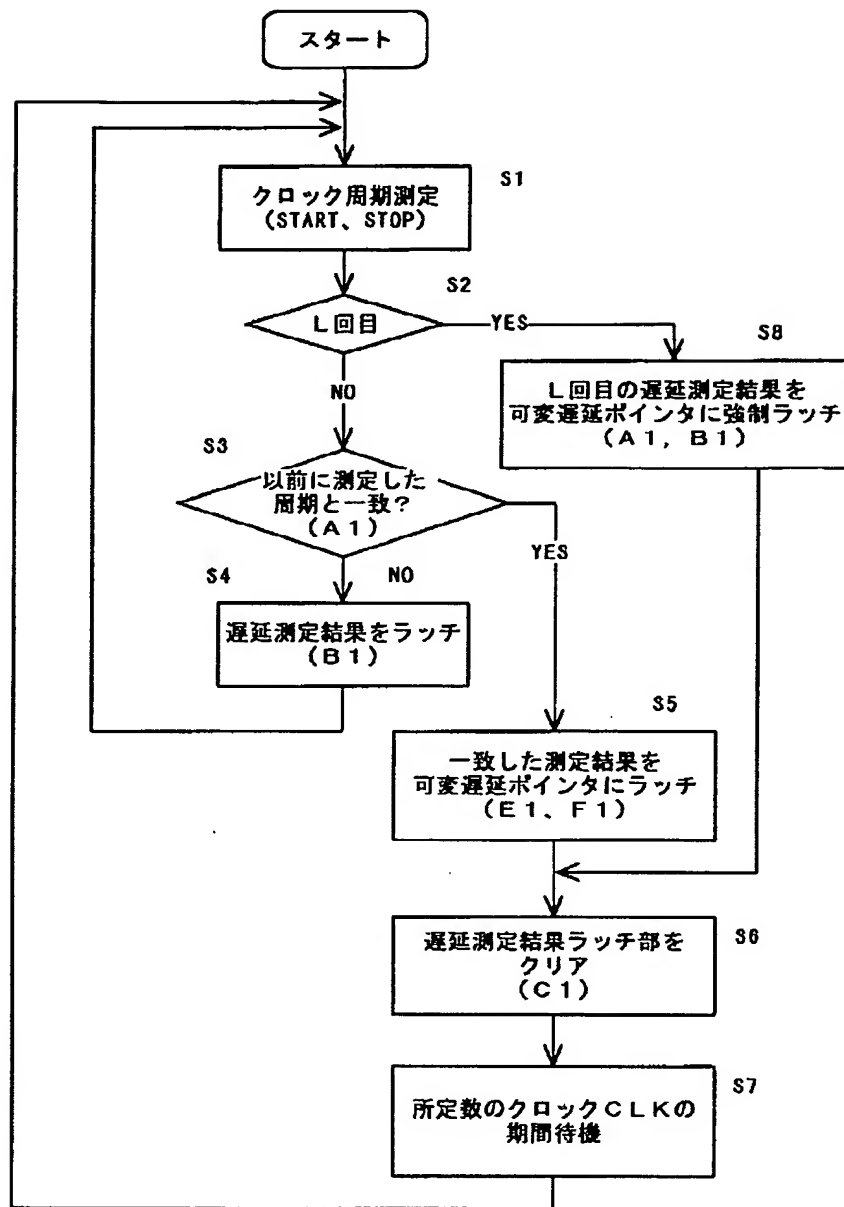 スタート
S1
クロック周期測定
(START、STOP)
S2
L回目
YES
S8
L回目の遅延測定結果を
可変遅延ポインタに強制ラッチ
(A1, B1)
NO
S3
以前に測定した
周期と一致?
(A1)
YES
S4
NO
遅延測定結果をラッチ
(B1)
S5
一致した測定結果を
可変遅延ポインタにラッチ
(E1、F1)
S6
遅延測定結果ラッチ部を
クリア
(C1)
S7
所定数のクロックCLKの
期間待機